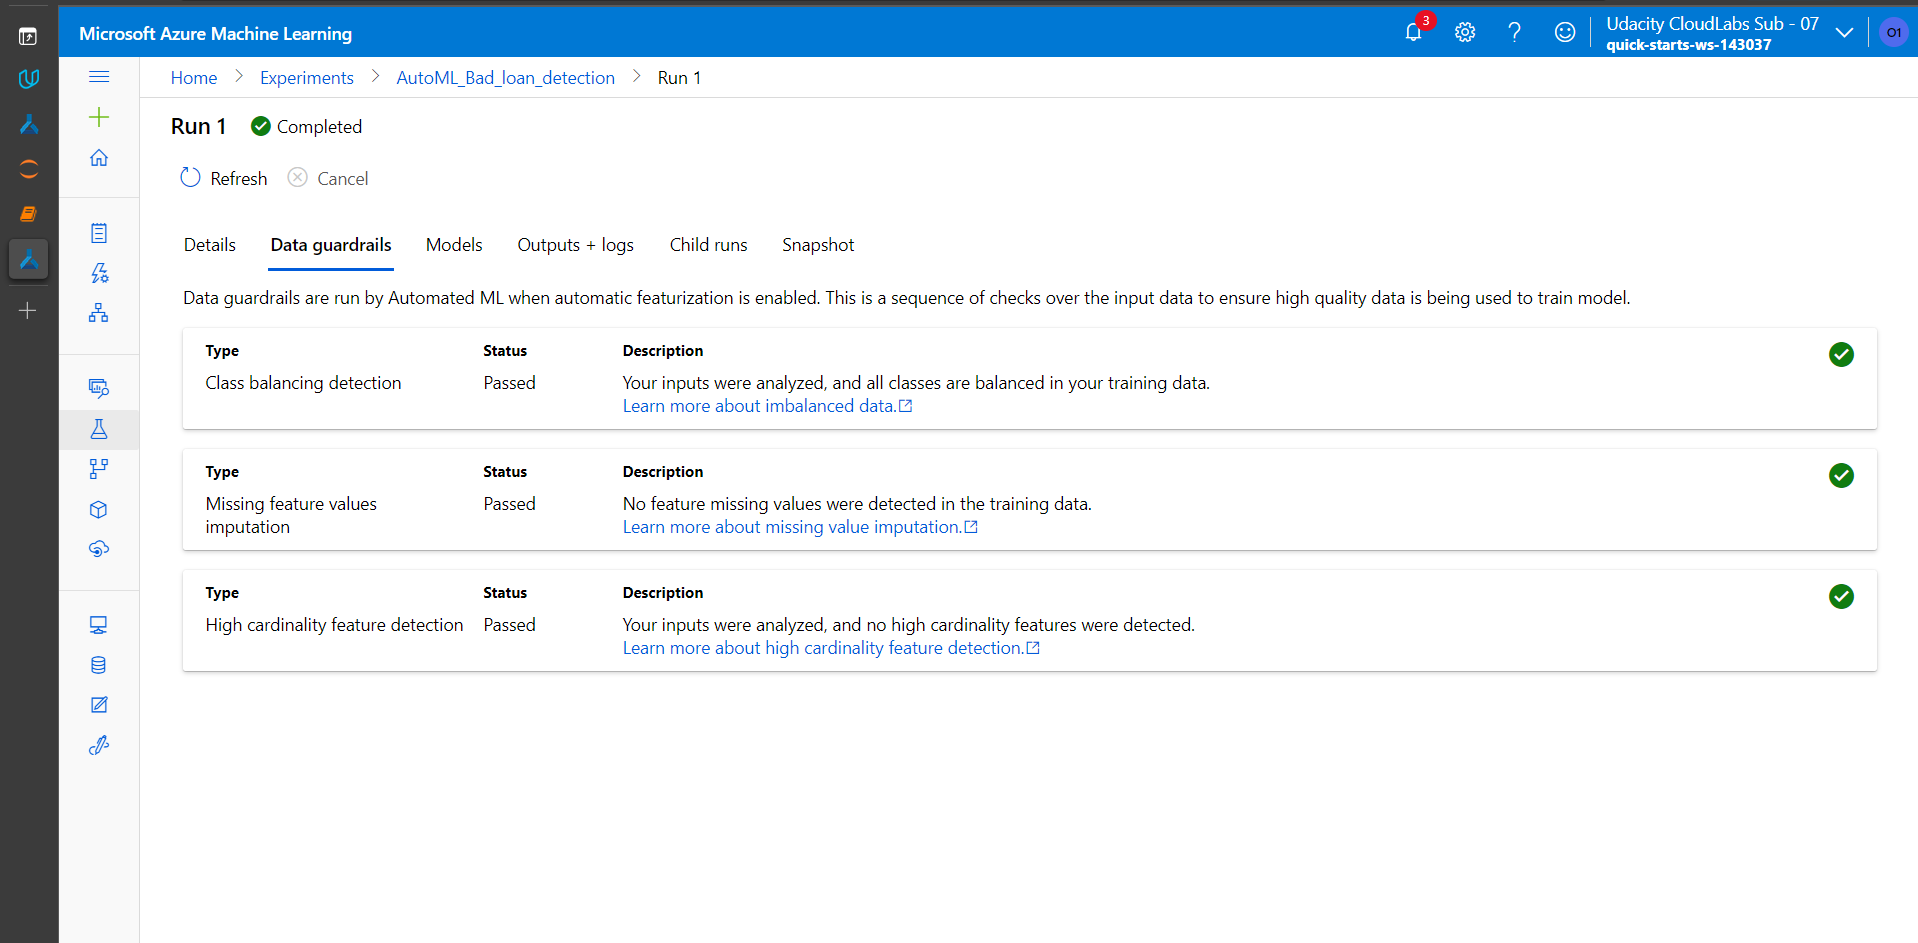 Microsoft Azure Machine Learning
3
Udacity CloudLabs Sub - 07
quick-starts-ws-143037
O1
Home > Experiments > AutoML_Bad_loan_detection > Run 1
Run 1 Completed
Refresh Cancel
Details Data guardrails Models Outputs + logs Child runs Snapshot
Data guardrails are run by Automated ML when automatic featurization is enabled. This is a sequence of checks over the input data to ensure high quality data is being used to train model.
Type Status Description
Class balancing detection Passed Your inputs were analyzed, and all classes are balanced in your training data.
Learn more about imbalanced data.
Type Status Description
Missing feature values Passed No feature missing values were detected in the training data.
imputation Learn more about missing value imputation.
Type Status Description
High cardinality feature detection Passed Your inputs were analyzed, and no high cardinality features were detected.
Learn more about high cardinality feature detection.